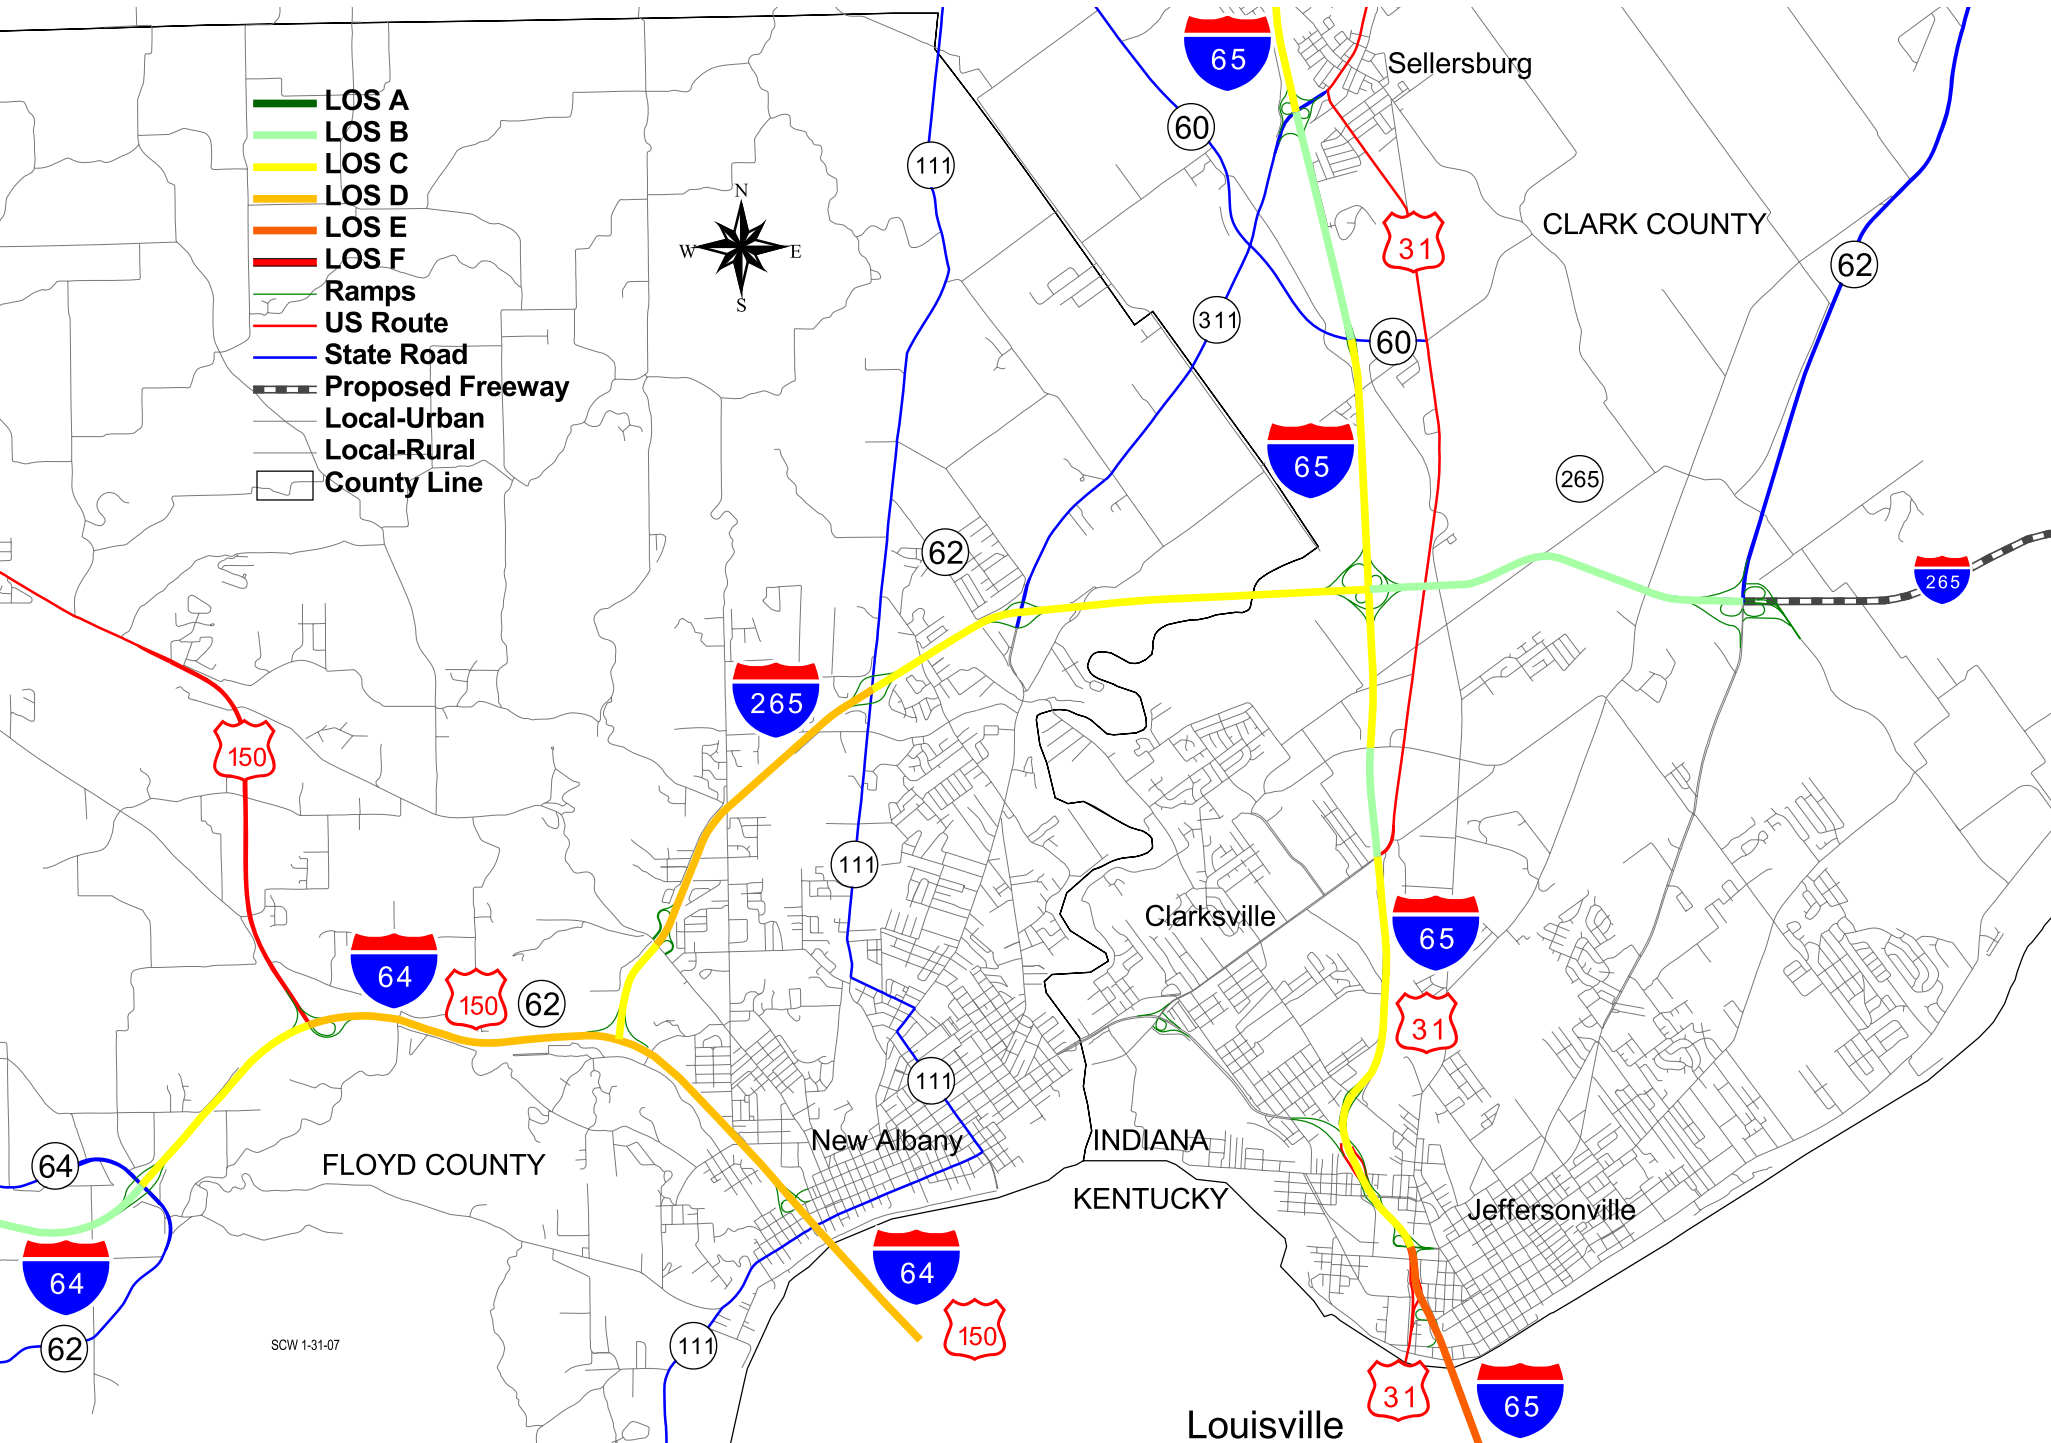 65
Sellersburg
LOS A
LOS B
LOS C
LOS D
LOS E
LOS F
Ramps
US Route
State Road
Proposed Freeway
Local-Urban
Local-Rural
County Line
60
111
N
W
E
S
CLARK COUNTY
31
62
311
60
65
265
62
265
265
150
111
Clarksville
65
64
150
62
31
111
New Albany
INDIANA
64
FLOYD COUNTY
KENTUCKY
Jeffersonville
64
64
150
SCW 1-31-07
62
111
31
65
Louisville